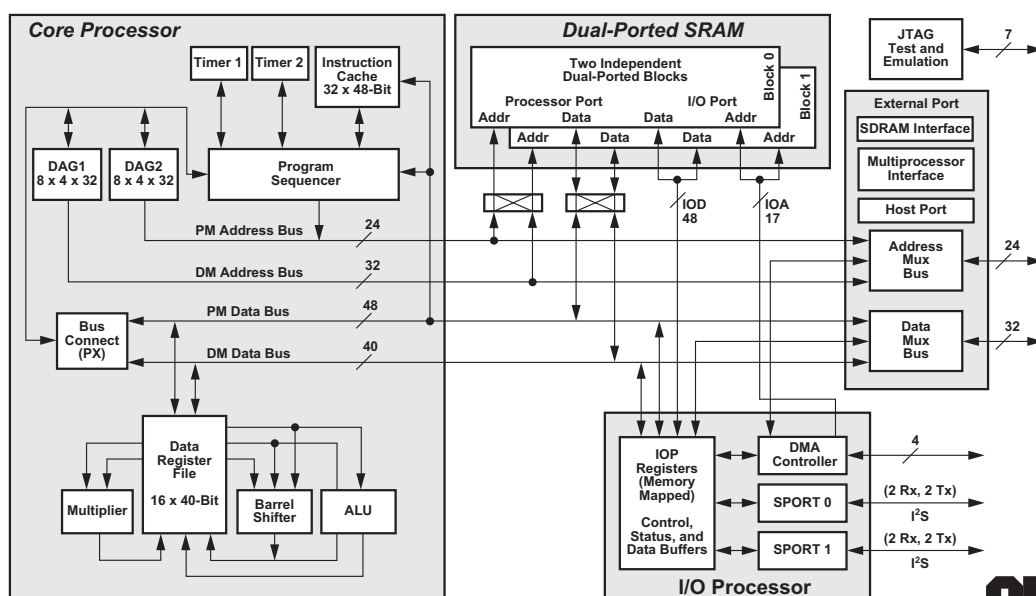 Core Processor
Timer 1
Timer 2
Instruction
Cache
32 x 48-Bit
DAG1
8 x 4 x 32
DAG2
8 x 4 x 32
Program
Sequencer
PM Address Bus
24
DM Address Bus
32
PM Data Bus
48
Bus
Connect
(PX)
DM Data Bus
40
Data
Register
File
16 x 40-Bit
Multiplier
Barrel
Shifter
ALU
Dual-Ported SRAM
Two Independent
Dual-Ported Blocks
Block 0
Block 1
Processor Port
I/O Port
Addr
Data
Data
Addr
Addr
Data
Data
Addr
IOD
48
IOA
17
JTAG
Test and
Emulation
7
External Port
SDRAM Interface
Multiprocessor
Interface
Host Port
Address
Mux
Bus
24
Data
Mux
Bus
32
IOP
Registers
(Memory
Mapped)
Control,
Status, and
Data Buffers
DMA
Controller
4
SPORT 0
(2 Rx, 2 Tx)
I²S
SPORT 1
(2 Rx, 2 Tx)
I²S
I/O Processor